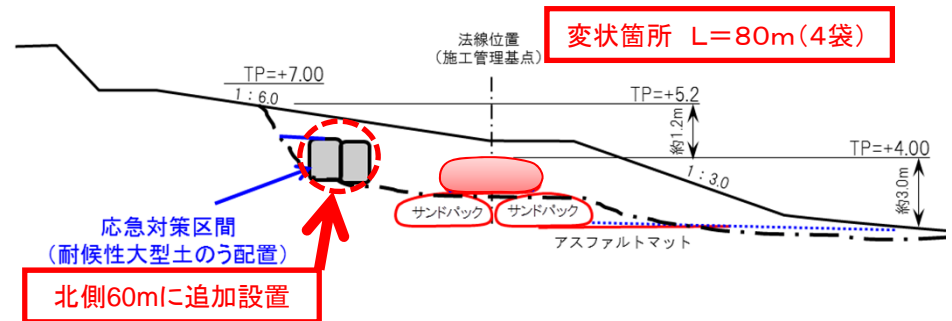 変状箇所 L=80m(4袋)
法線位置
(施工管理基点)
TP=+7.00
1:6.0
TP=+5.2
約1.2m
TP=+4.00
1:3.0
約3.0m
サンドパック
サンドパック
アスファルトマット
応急対策区間
(耐候性大型土のう配置)
北側60mに追加設置